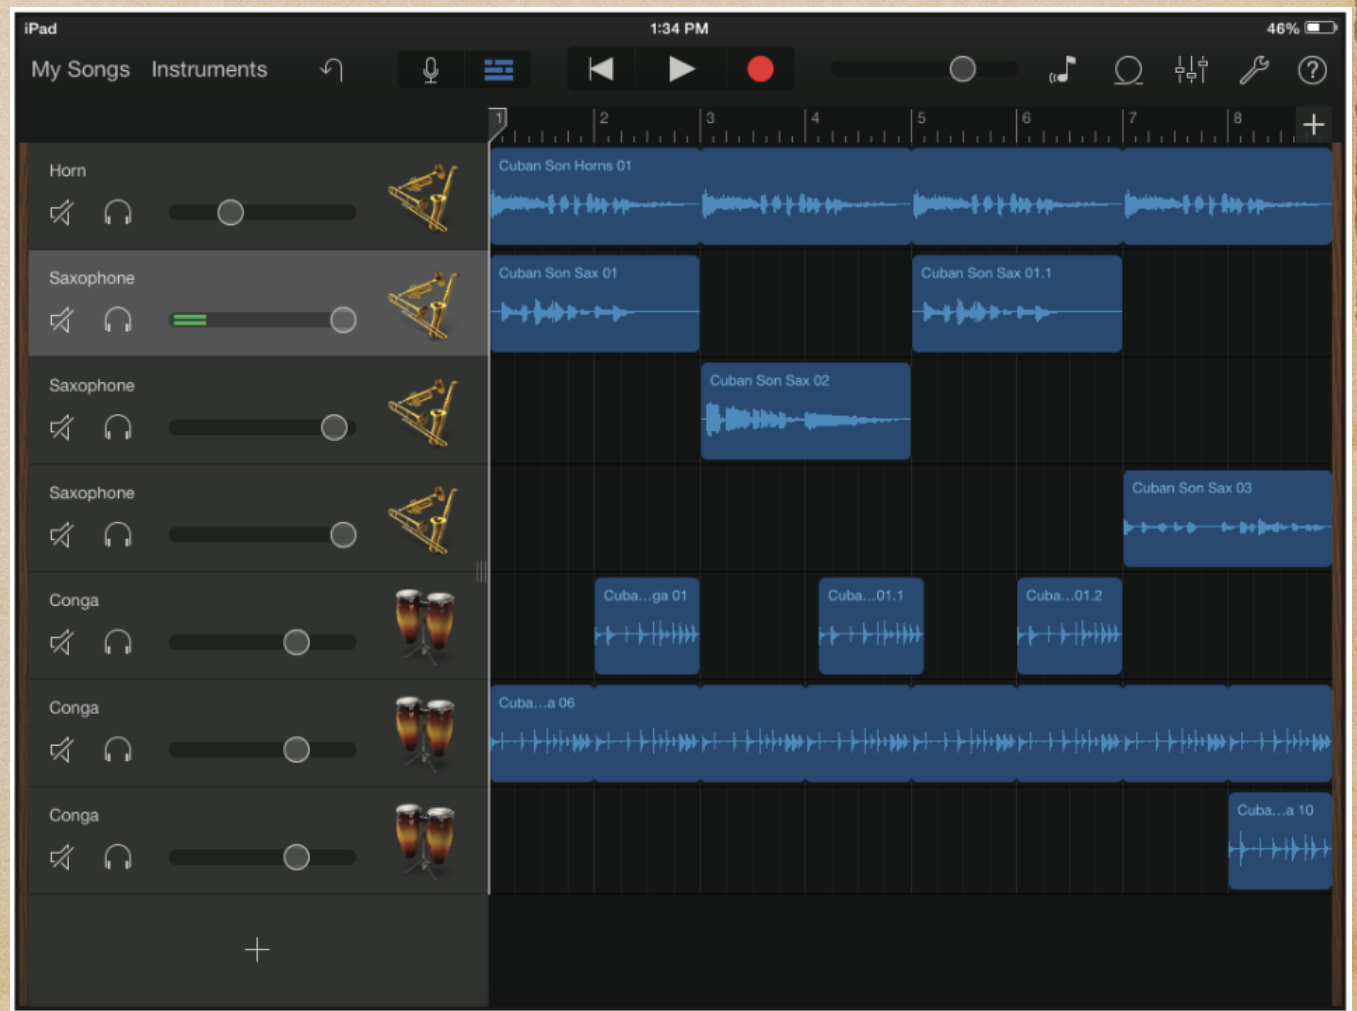 iPad 1:34 PM 46%
My Songs Instruments ?
1 2 3 4 5 6 7 8
Horn
Cuban Son Horns 01
Saxophone
Cuban Son Sax 01 Cuban Son Sax 01.1
Saxophone
Cuban Son Sax 02
Saxophone
Cuban Son Sax 03
Conga
Cuba...ga 01 Cuba...01.1 Cuba...01.2
Conga
Cuba...a 06
Conga
Cuba...a 10